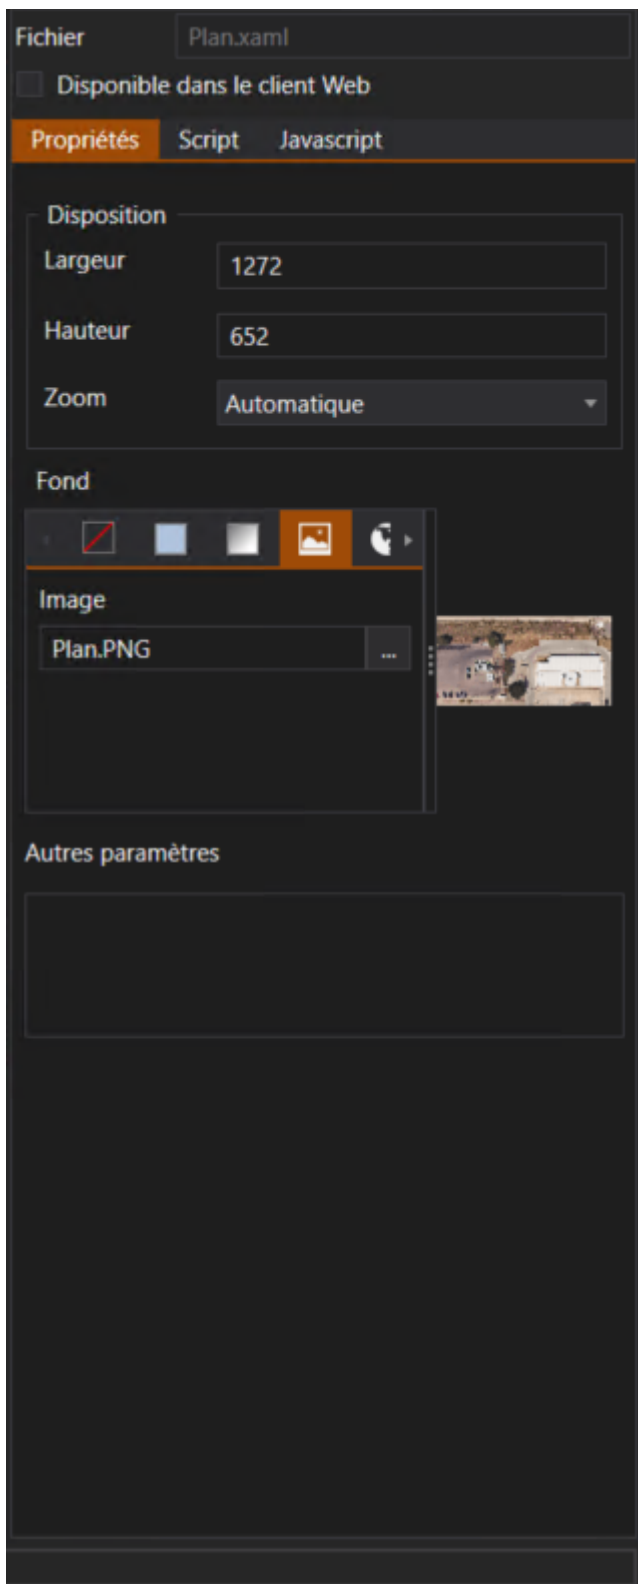 Fichier Plan.xaml
Disponible dans le client Web
Propriétés Script Javascript
Disposition
Largeur 1272
Hauteur 652
Zoom Automatique
Fond
Image
Plan.PNG ...
Autres paramètres